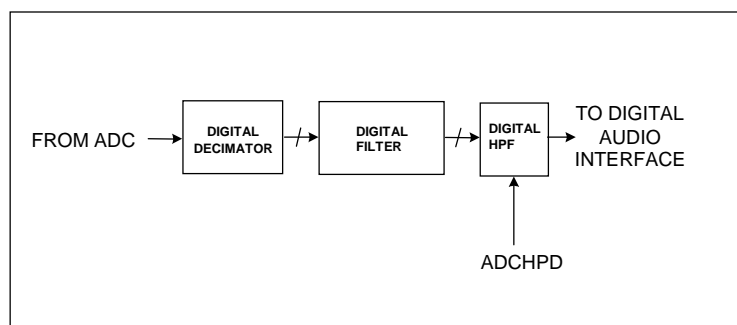 FROM ADC
DIGITAL
DECIMATOR
DIGITAL
FILTER
DIGITAL
HPF
TO DIGITAL
AUDIO
INTERFACE
ADCHPD